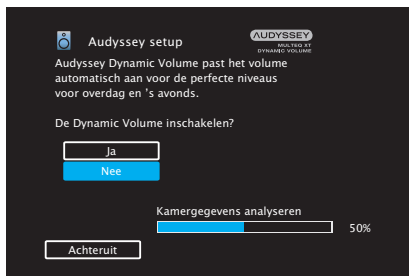 Audyssey setup
AUDYSSEY
MULTEQ XT
DYNAMIC VOLUME
Audyssey Dynamic Volume past het volume
automatisch aan voor de perfecte niveaus
voor overdag en ’s avonds.
De Dynamic Volume inschakelen?
Ja
Nee
Kamergegevens analyseren
50%
Achteruit